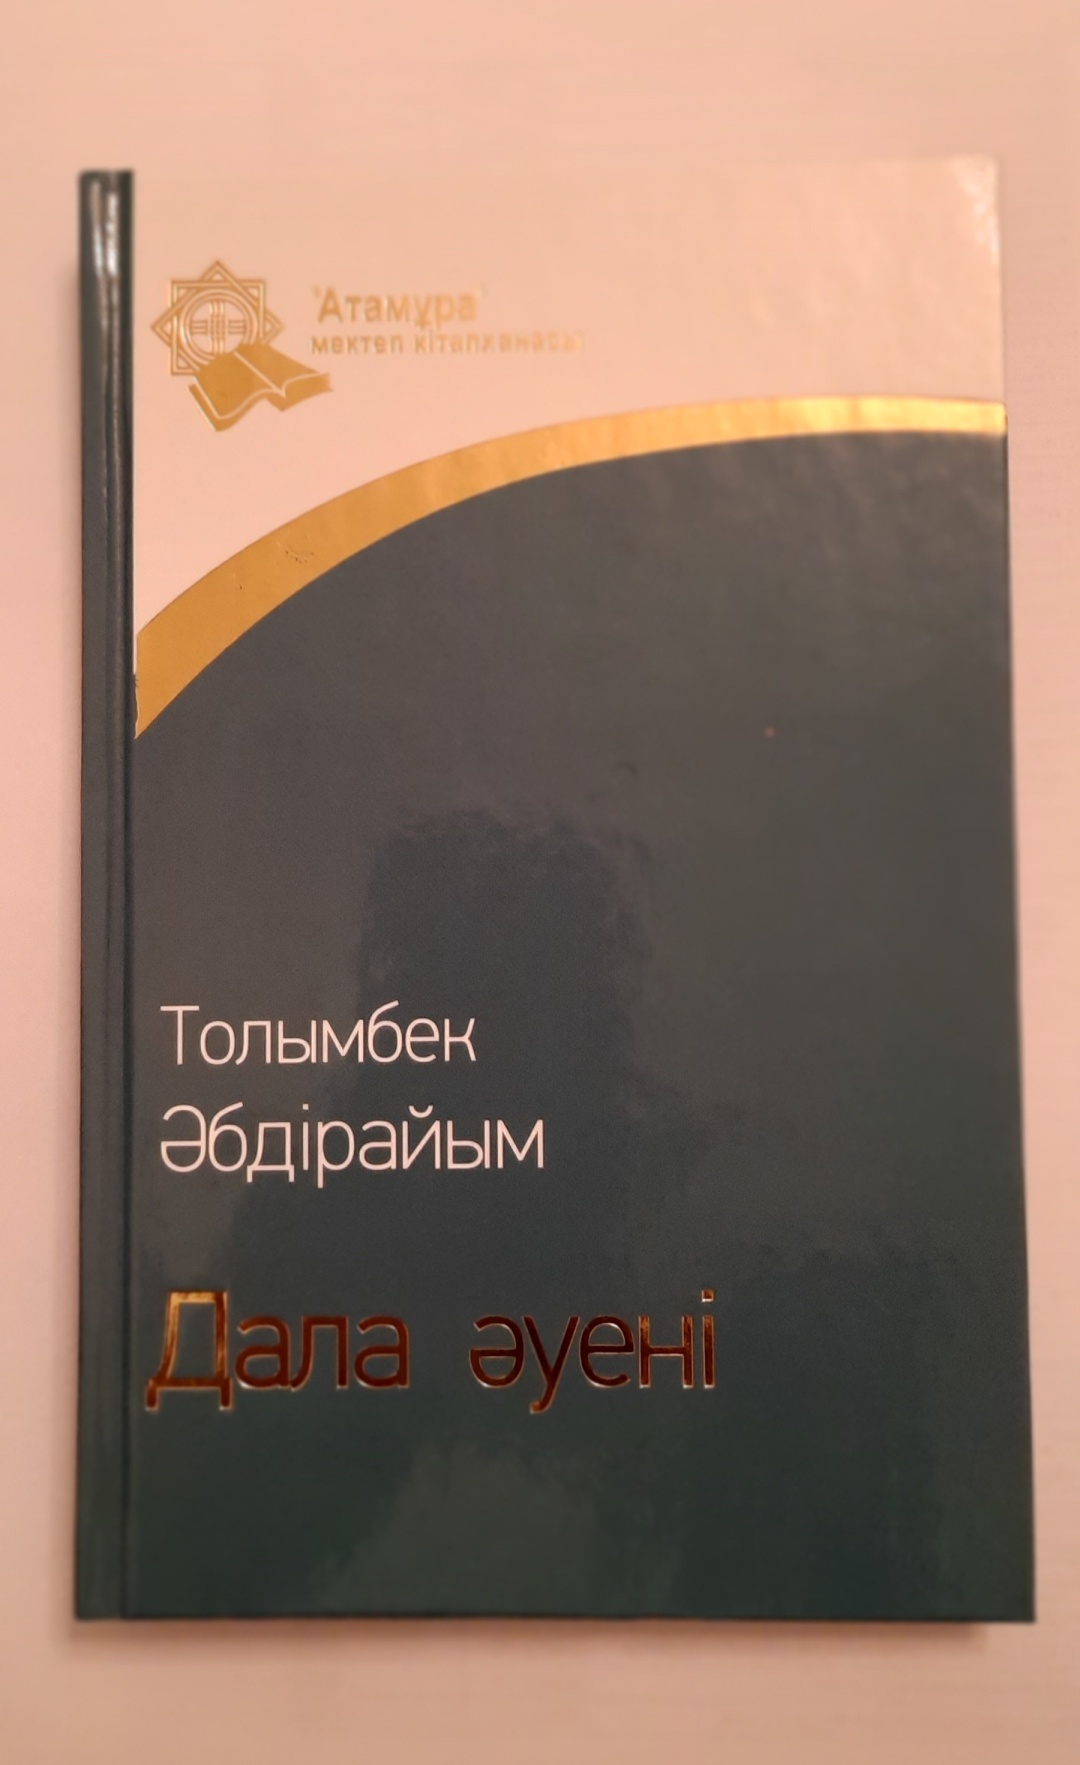 "Атамұра"
мектеп кітапханасы
Толымбек
Әбдірайым
Дала әуені